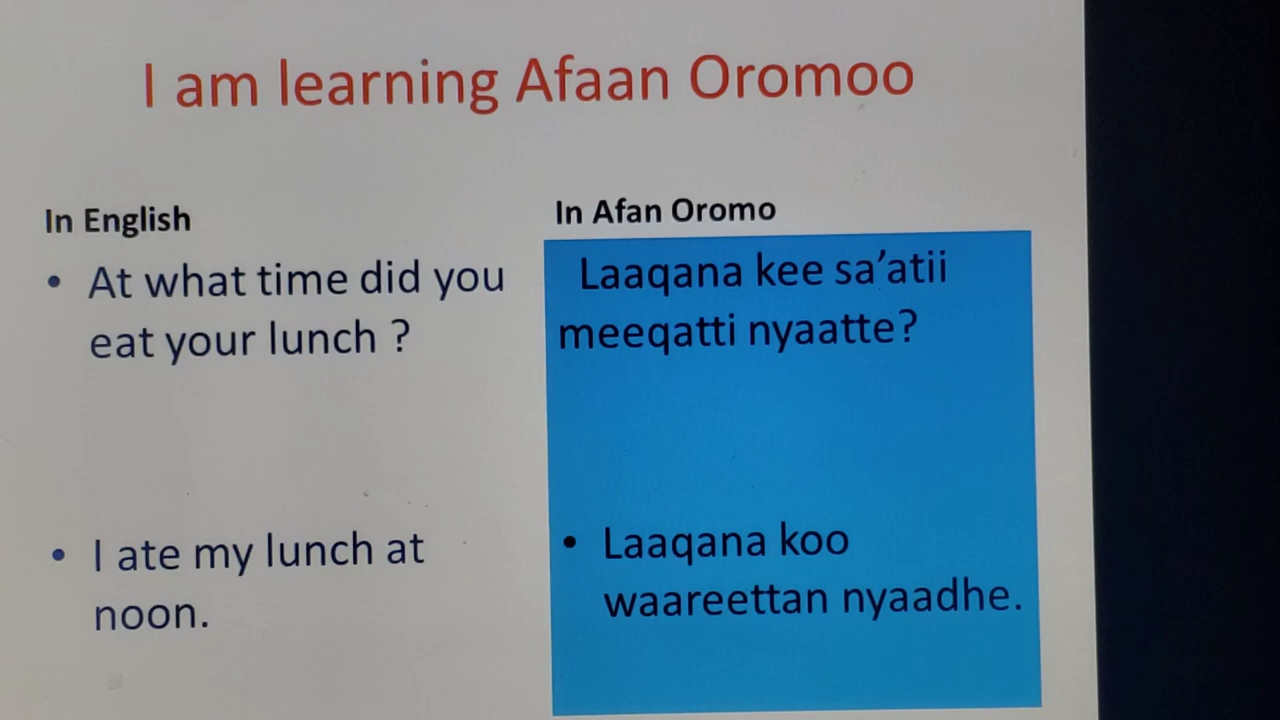 I am learning Afaan Oromoo
In English
• At what time did you
eat your lunch ?
• I ate my lunch at
noon.
In Afan Oromo
Laaqana kee sa’atii
meeqatti nyaatte?
• Laaqana koo
waareettan nyaadhe.